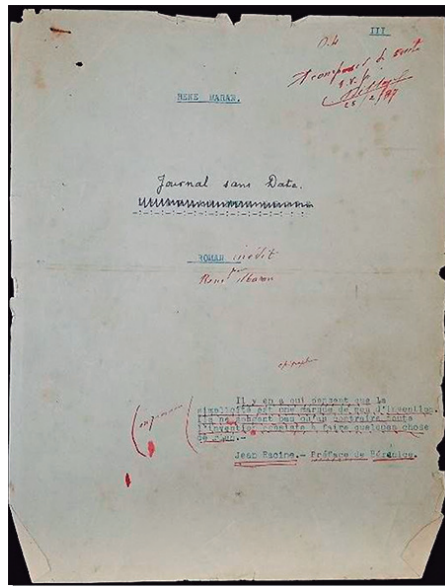 III
RENE MARAN.
Journal sans Date.
ROMAN inédit
René Maran
épigraphe
Il y en a qui pensent que la
simplicité est une marque de peu d'invention.
Ils ne songent pas qu'au contraire toute
l'invention consiste à faire quelque chose
de rien.-
Jean Racine.- Préface de Bérénice.